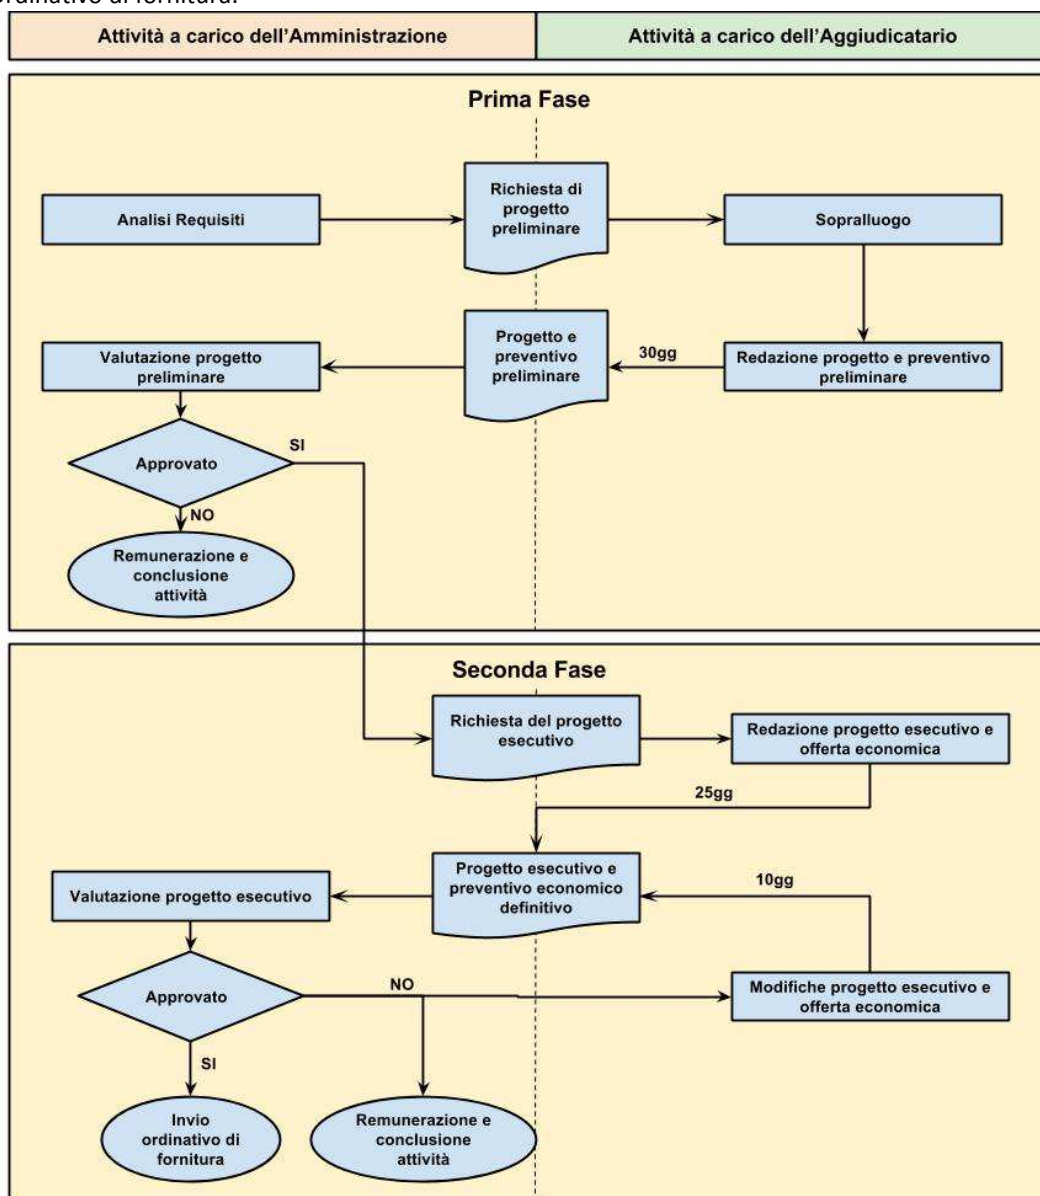 ordinativo di fornitura.
Attività a carico dell'Amministrazione
Attività a carico dell'Aggiudicatario
Prima Fase
Analisi Requisiti
Richiesta di
progetto
preliminare
Sopralluogo
Valutazione progetto
preliminare
Progetto e
preventivo
preliminare
30gg
Redazione progetto e preventivo
preliminare
Approvato
SI
NO
Remunerazione e
conclusione
attività
Seconda Fase
Richiesta del progetto
esecutivo
Redazione progetto esecutivo e
offerta economica
25gg
Valutazione progetto esecutivo
Progetto esecutivo e
preventivo economico
definitivo
10gg
Approvato
NO
Modifiche progetto esecutivo e
offerta economica
SI
Invio
ordinativo di
fornitura
Remunerazione e
conclusione
attività